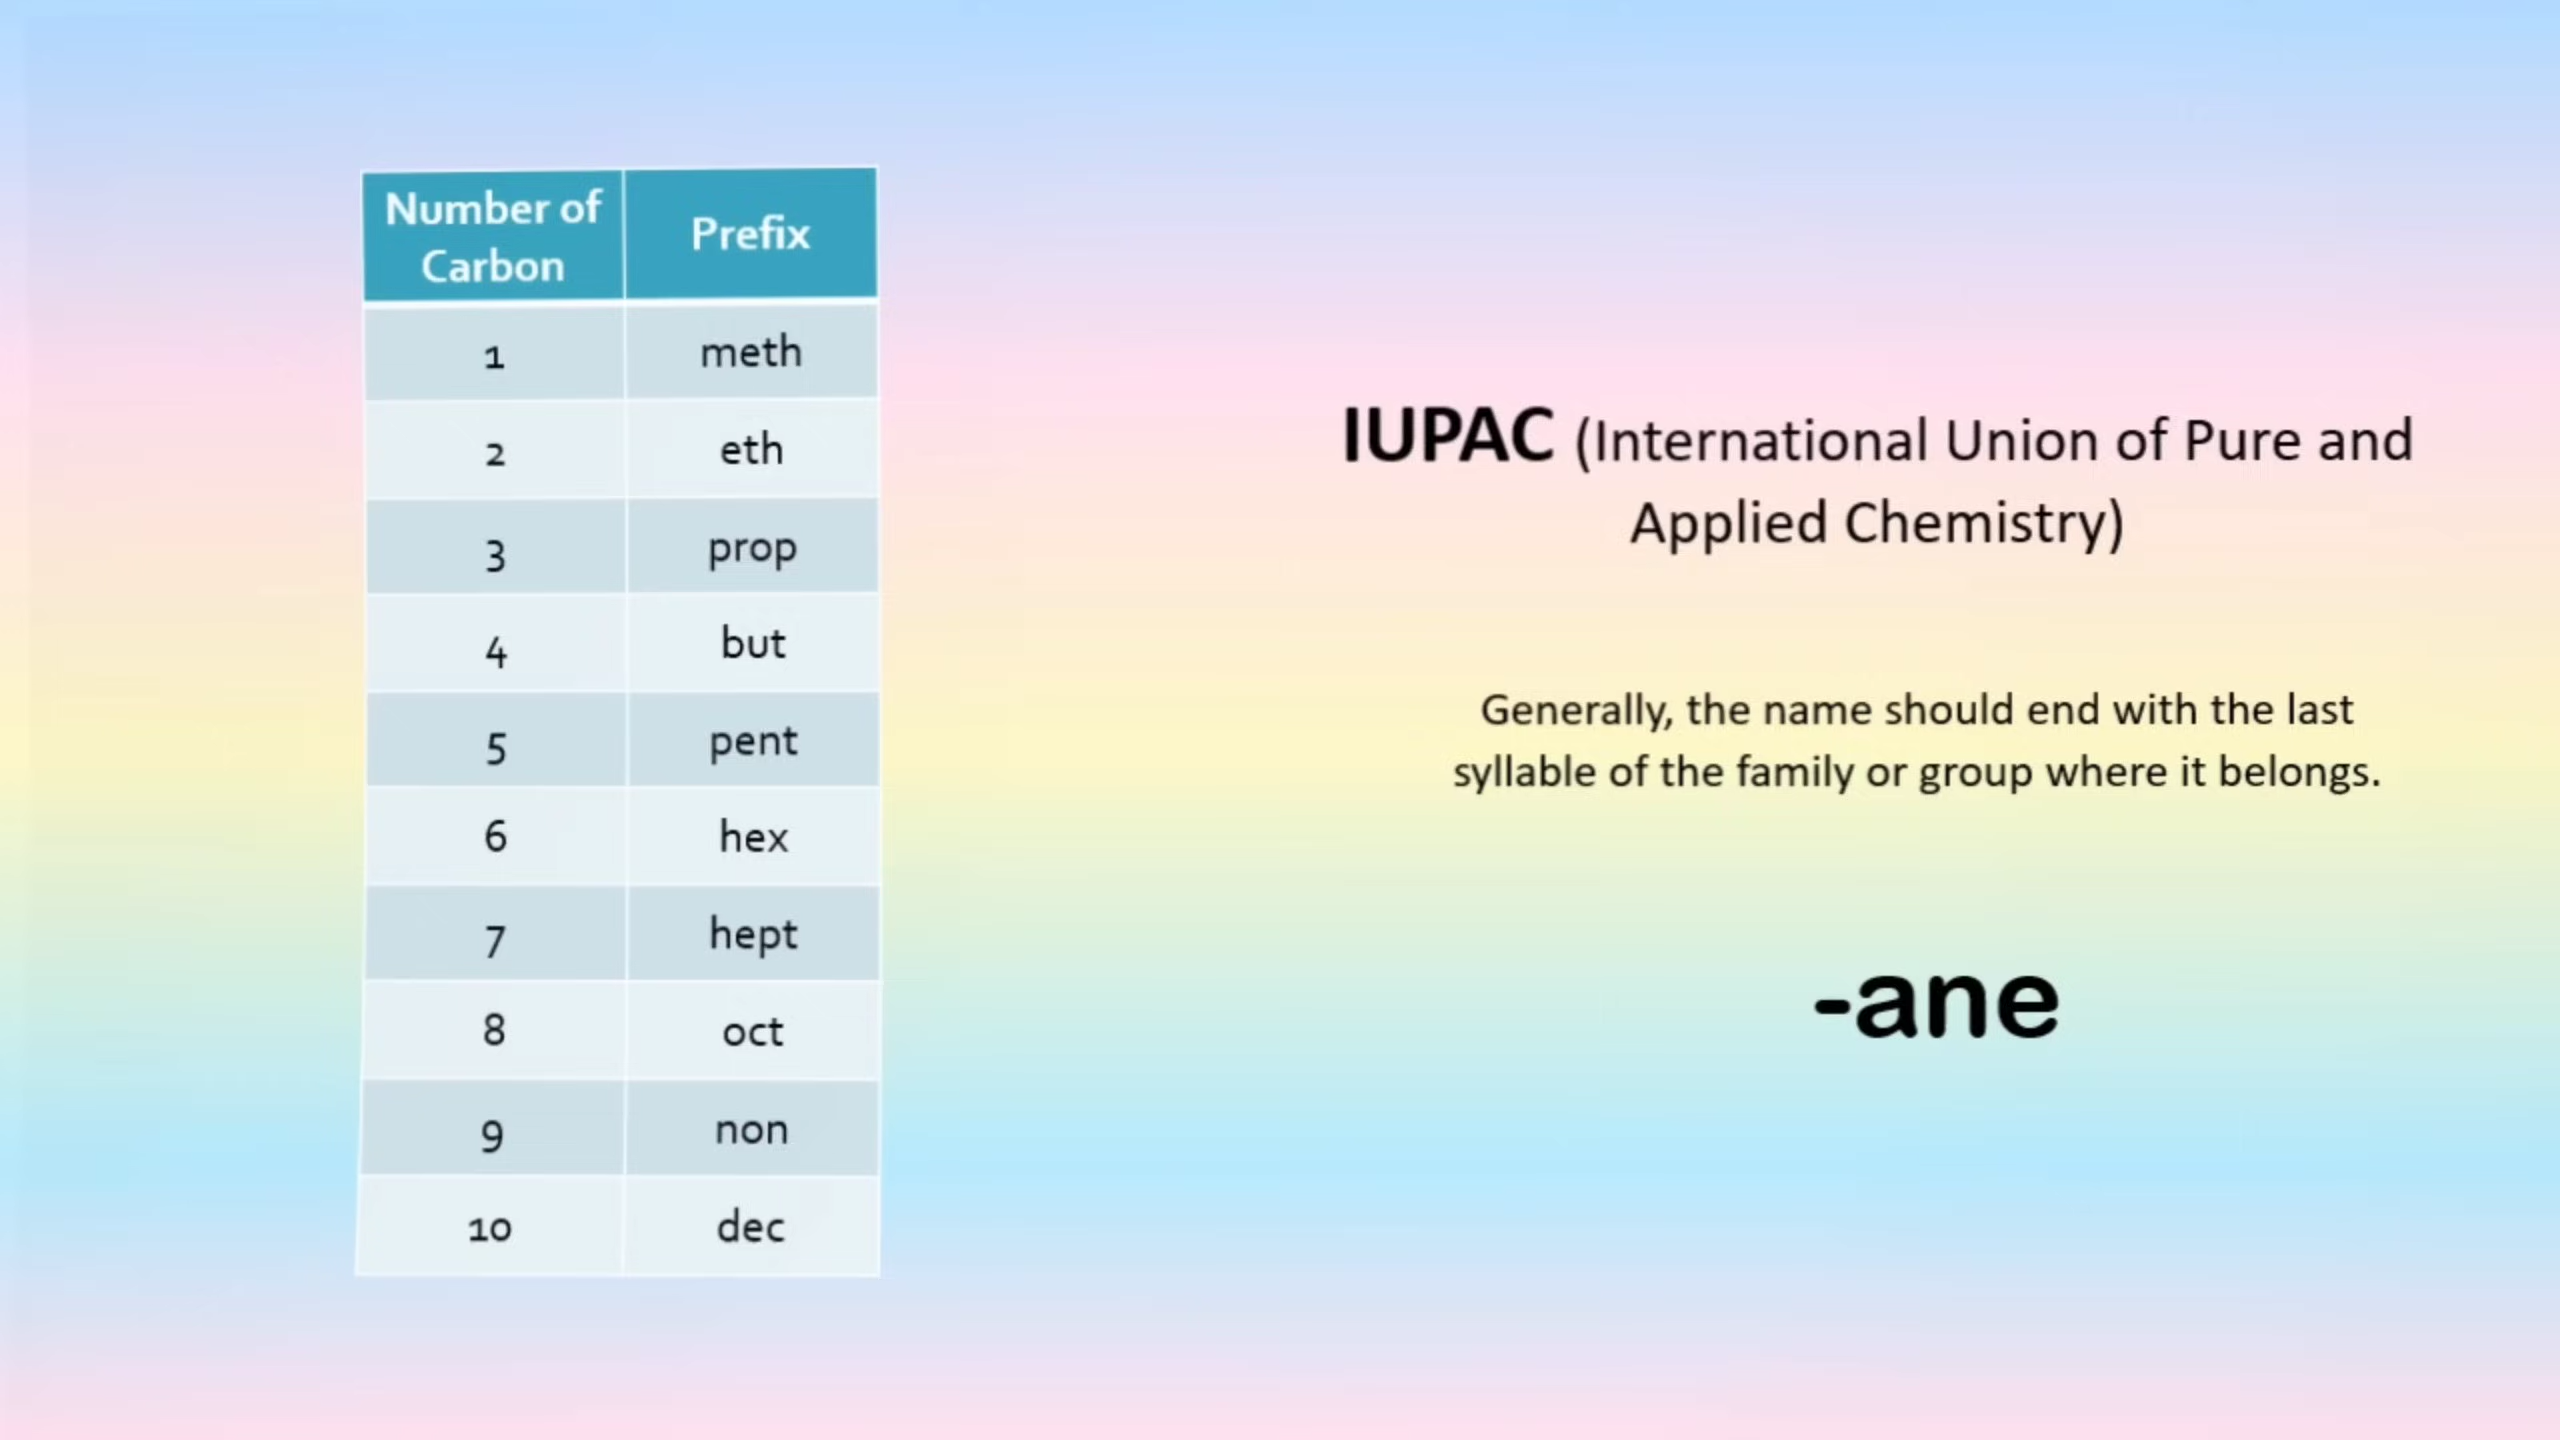 Number of
Carbon
Prefix
1 meth
2 eth
3 prop
4 but
5 pent
6 hex
7 hept
8 oct
9 non
10 dec
IUPAC (International Union of Pure and
Applied Chemistry)
Generally, the name should end with the last
syllable of the family or group where it belongs.
-ane